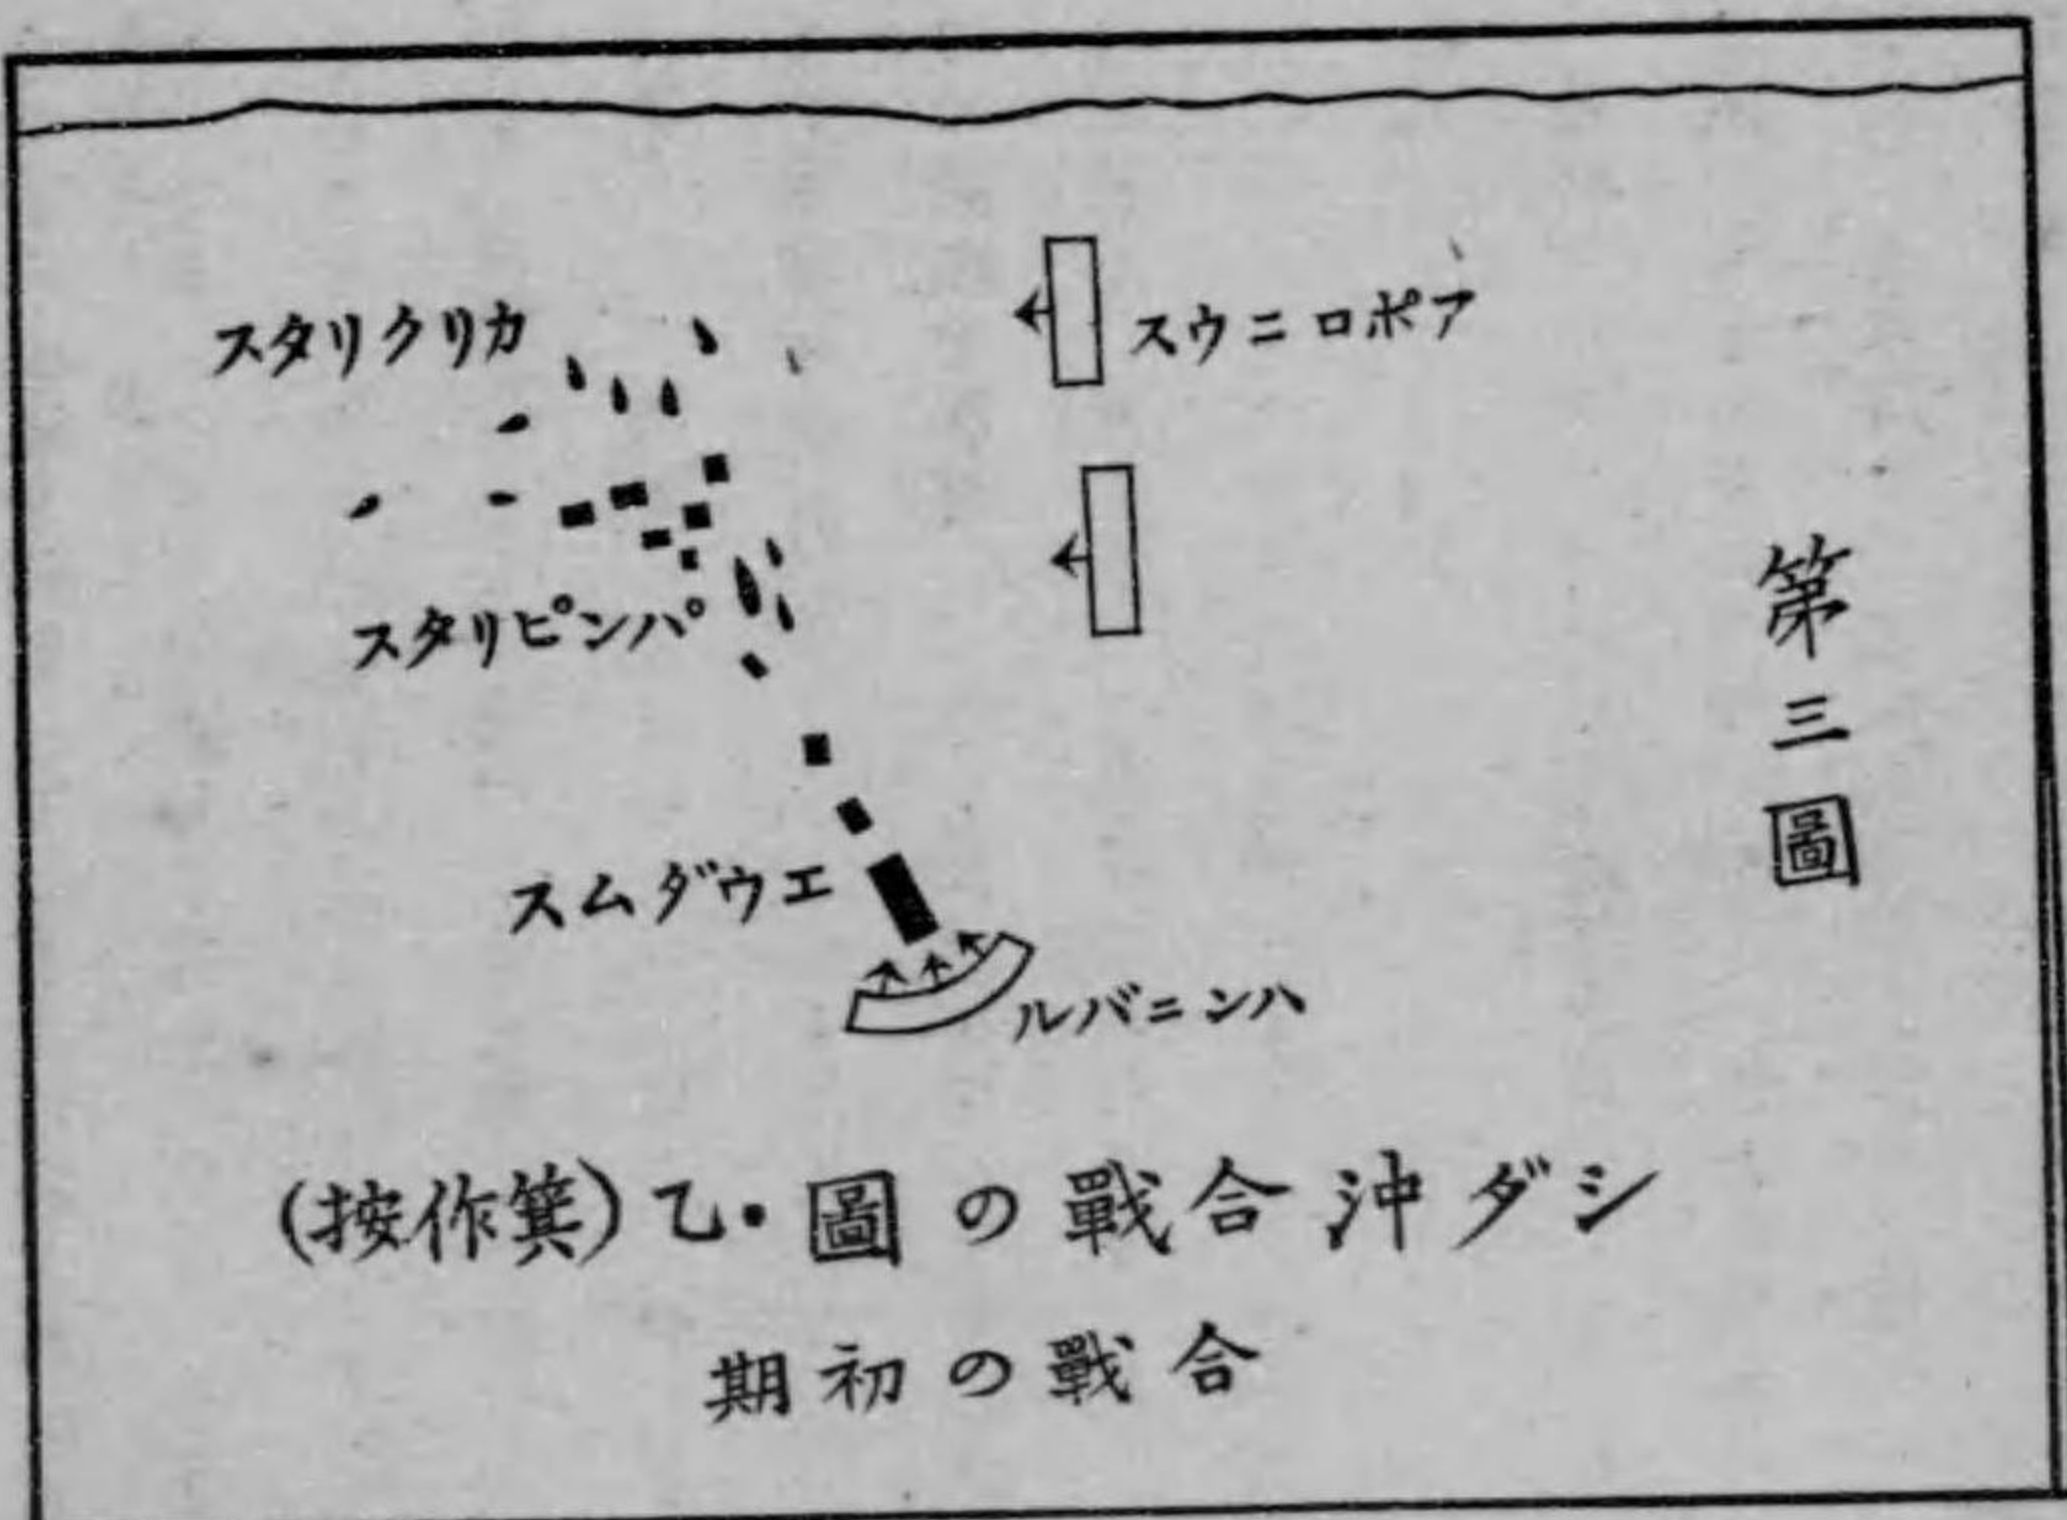 第三圖
アポロニウス
カリクリタス
パンピリタス
エウダムス
ハンニバル
シダ沖合戰の圖・乙(箕作按)
合戰の初期